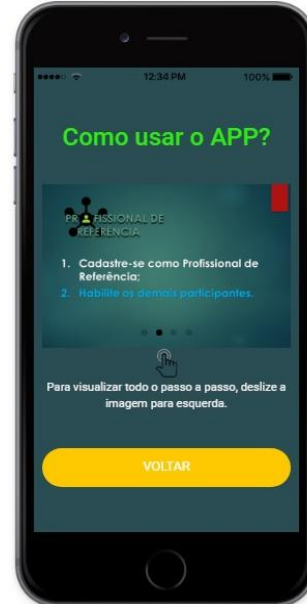 12:34 PM
100%
Como usar o APP?
PROFISSIONAL DE
REFERÊNCIA
1. Cadastre-se como Profissional de
Referência;
2. Habilite os demais participantes.
Para visualizar todo o passo a passo, deslize a
imagem para esquerda.
VOLTAR